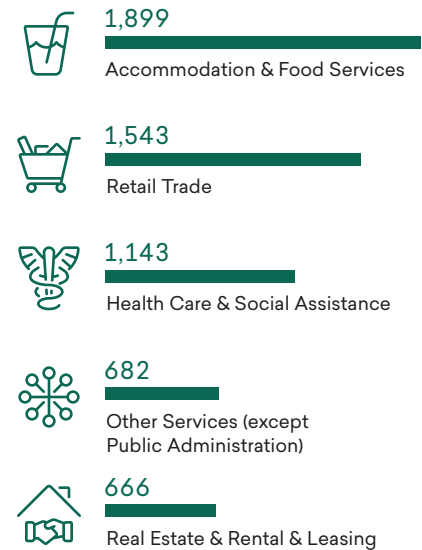 1,899
Accommodation & Food Services
1,543
Retail Trade
1,143
Health Care & Social Assistance
682
Other Services (except
Public Administration)
666
Real Estate & Rental & Leasing